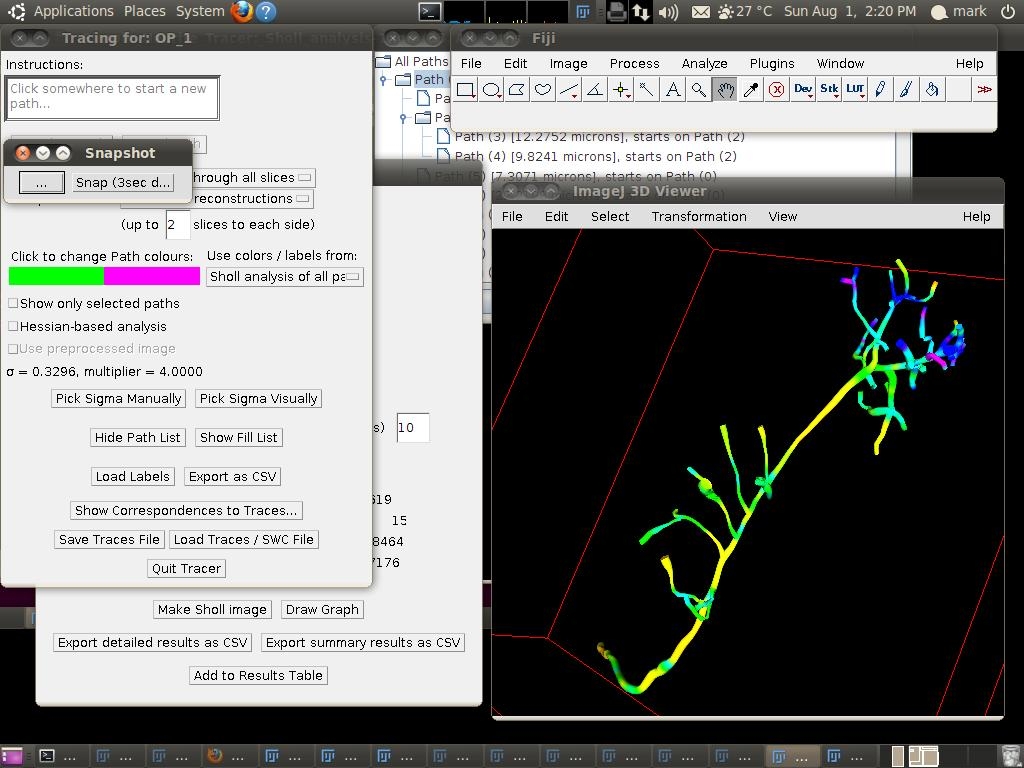 Applications Places System 27 °C Sun Aug 1, 2:20 PM mark
Tracing for: OP_1
Instructions:
Click somewhere to start a new
path...
Snapshot
... Snap (3sec d...
hrough all slices
reconstructions
(up to 2 slices to each side)
Click to change Path colours: Use colors / labels from:
Sholl analysis of all pa
Show only selected paths
Hessian-based analysis
Use preprocessed image
σ = 0.3296, multiplier = 4.0000
Pick Sigma Manually Pick Sigma Visually
Hide Path List Show Fill List
Load Labels Export as CSV
Show Correspondences to Traces...
Save Traces File Load Traces / SWC File
Quit Tracer
All Paths
Path (
Pa
Pa
Path (3) [12.2752 microns], starts on Path (2)
Path (4) [9.8241 microns], starts on Path (2)
Path (5) [7.3071 microns], starts on Path (0)
Fiji
File Edit Image Process Analyze Plugins Window Help
A Dev Stk LUT >>
s) 10
619
15
8464
7176
Make Sholl image Draw Graph
Export detailed results as CSV Export summary results as CSV
Add to Results Table
ImageJ 3D Viewer
File Edit Select Transformation View Help
... ... ... ... ... ... ... ... ... ... ... ... ... ... ...